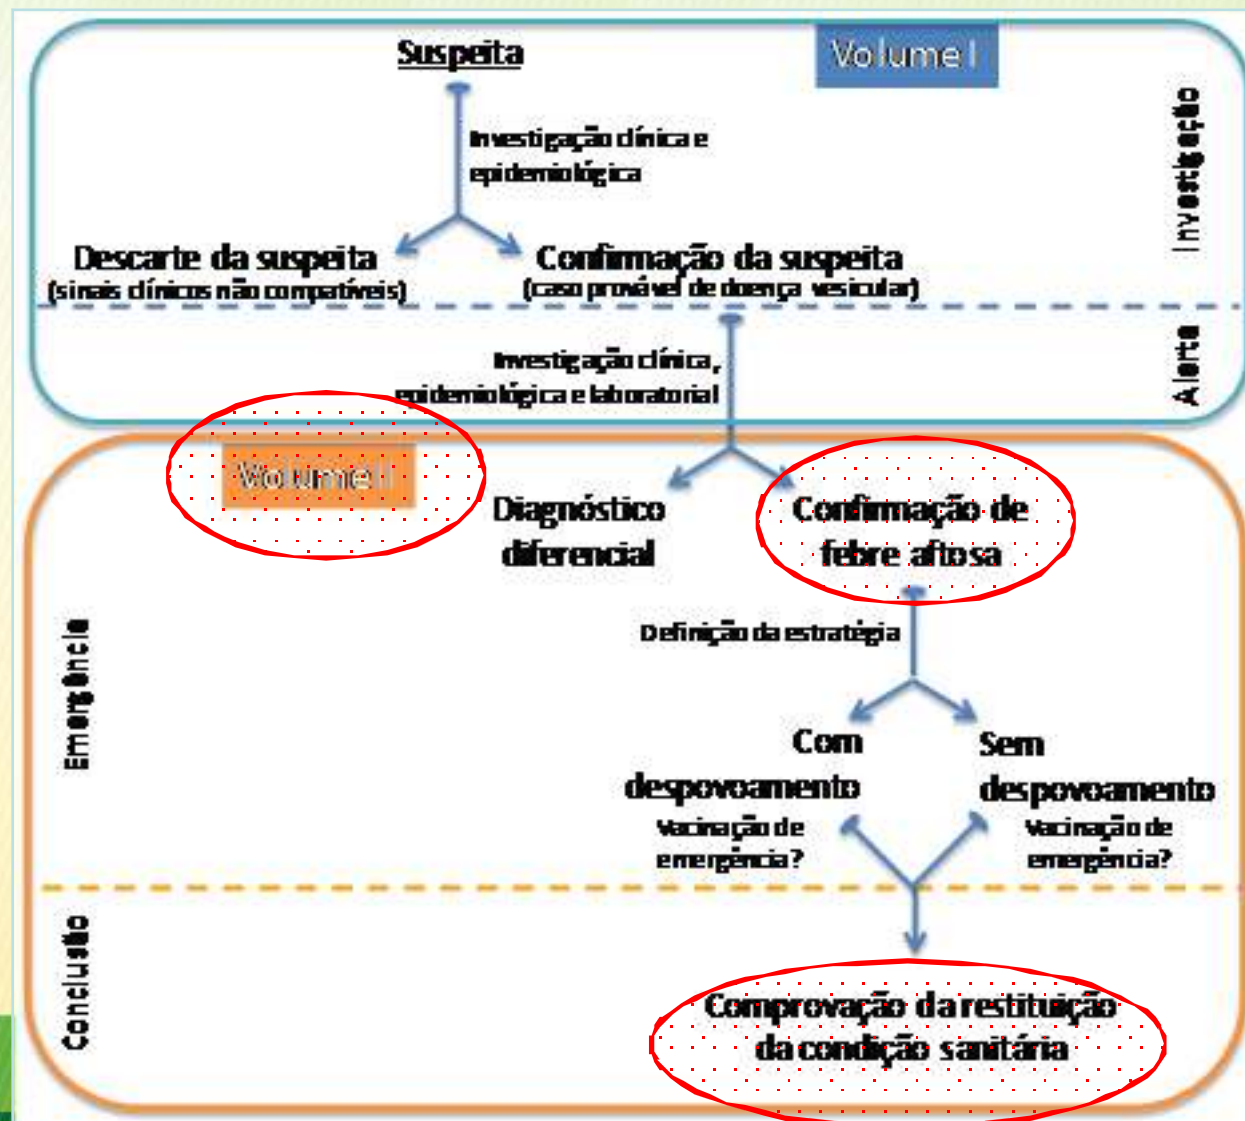 Suspeita
Volume I
Investigação clínica e
epidemiológica
Investigação
Descarte da suspeita
(sinais clínicos não compatíveis)
Confirmação da suspeita
(caso provável de doença vesicular)
Investigação clínica,
epidemiológica e laboratorial
Alerta
Volume II
Diagnóstico
diferencial
Confirmação de
febre aftosa
Definição da estratégia
Emergência
Com
despovoamento
Sem
despovoamento
Vacinação de
emergência?
Vacinação de
emergência?
Conclusão
Comprovação da restituição
da condição sanitária